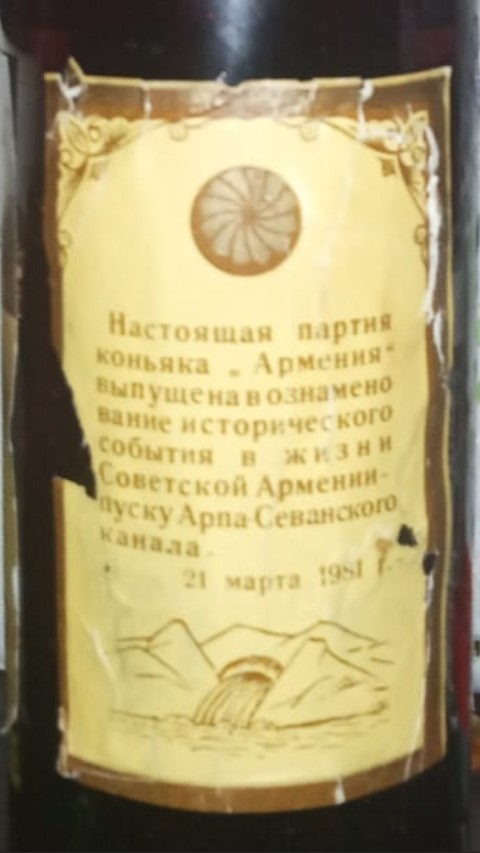 Настоящая партия
коньяка „Армения“
выпущена в ознамено
вание исторического
события в жизни
Советской Армении-
пуску Арпа-Севанского
канала.
21 марта 1981 г.